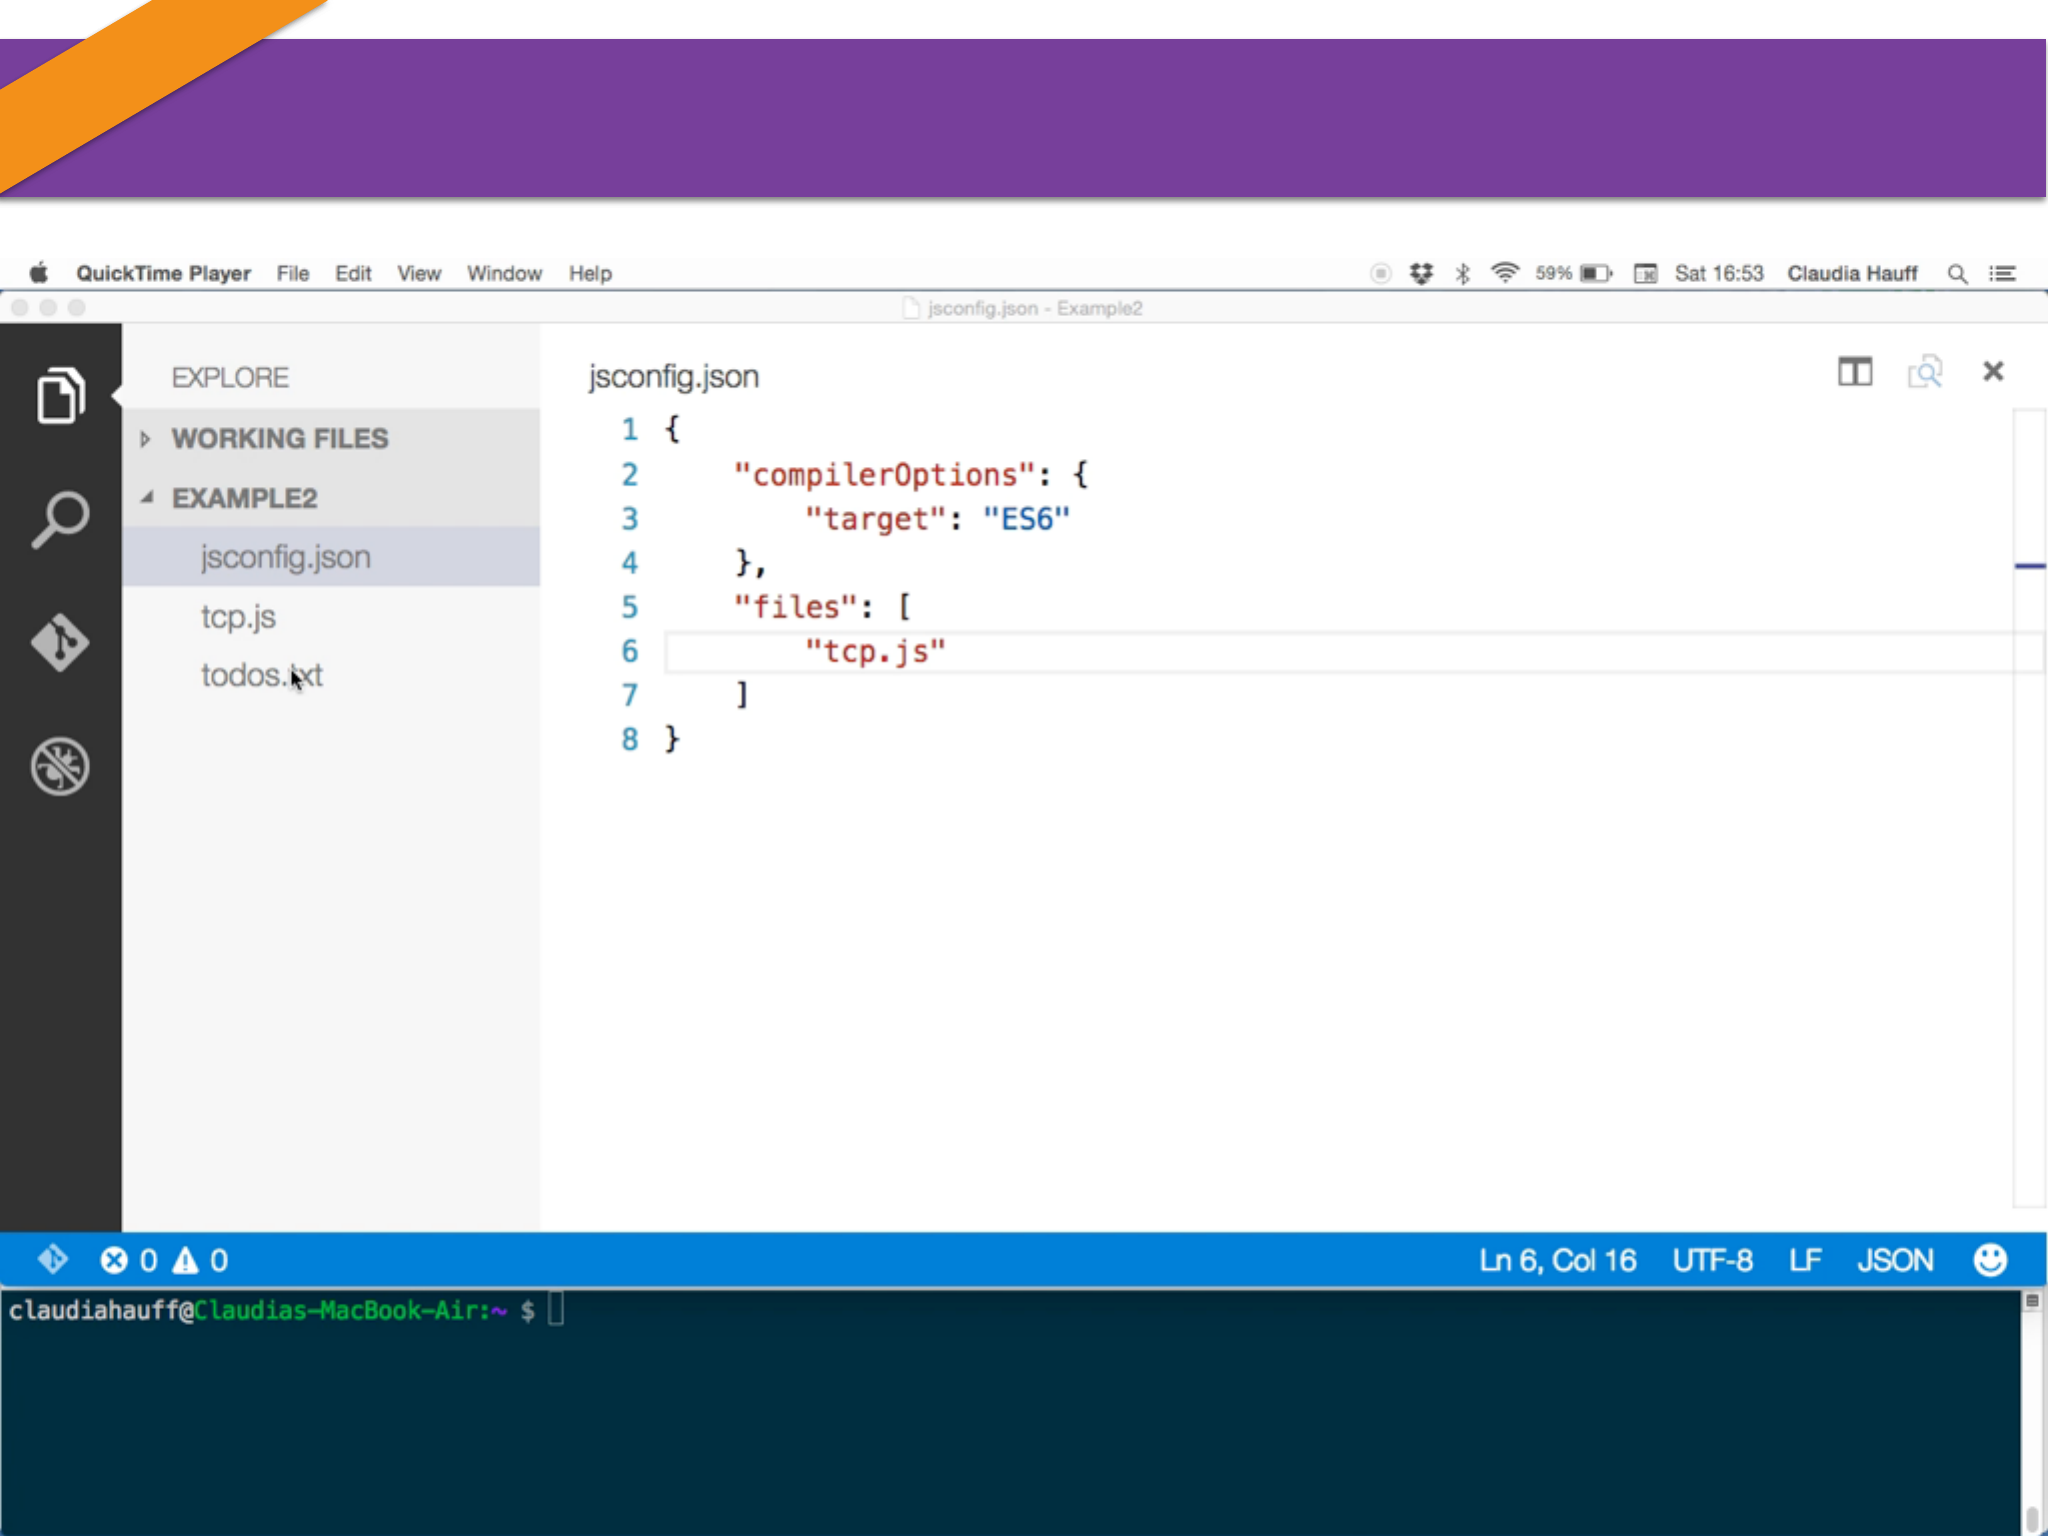 QuickTime Player File Edit View Window Help 59% Sat 16:53 Claudia Hauff
jsconfig.json - Example2
EXPLORE
WORKING FILES
EXAMPLE2
jsconfig.json
tcp.js
todos.txt
jsconfig.json
1 {
2 "compilerOptions": {
3 "target": "ES6"
4 },
5 "files": [
6 "tcp.js"
7 ]
8 }
0 0 Ln 6, Col 16 UTF-8 LF JSON
claudiahauff@Claudias-MacBook-Air:~ $